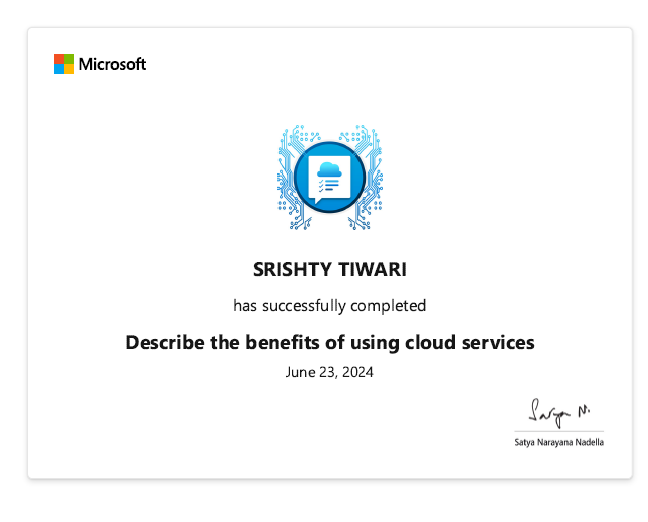 Microsoft
SRISHTY TIWARI
has successfully completed
Describe the benefits of using cloud services
June 23, 2024
Satya N.
Satya Narayana Nadella